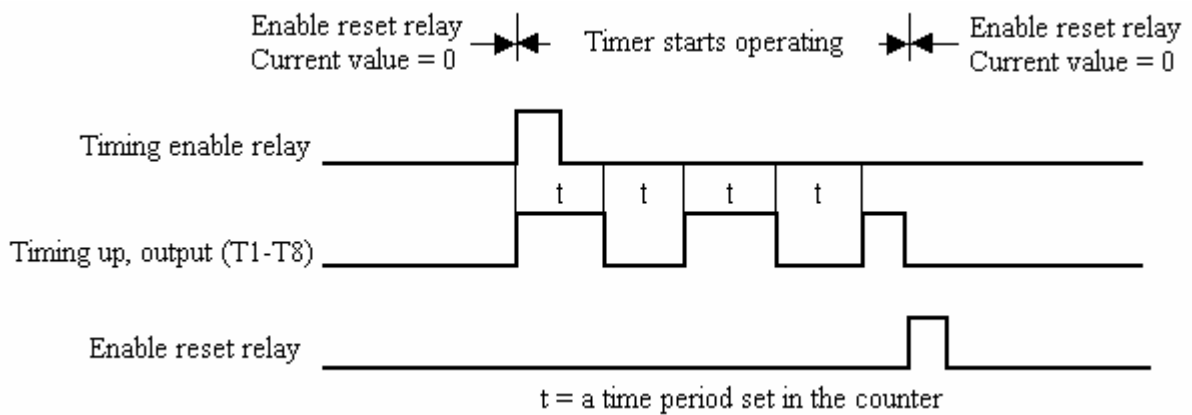 Enable reset relay
Current value = 0
Timer starts operating
Enable reset relay
Current value = 0
Timing enable relay
t t t t
Timing up, output (T1-T8)
Enable reset relay
t = a time period set in the counter